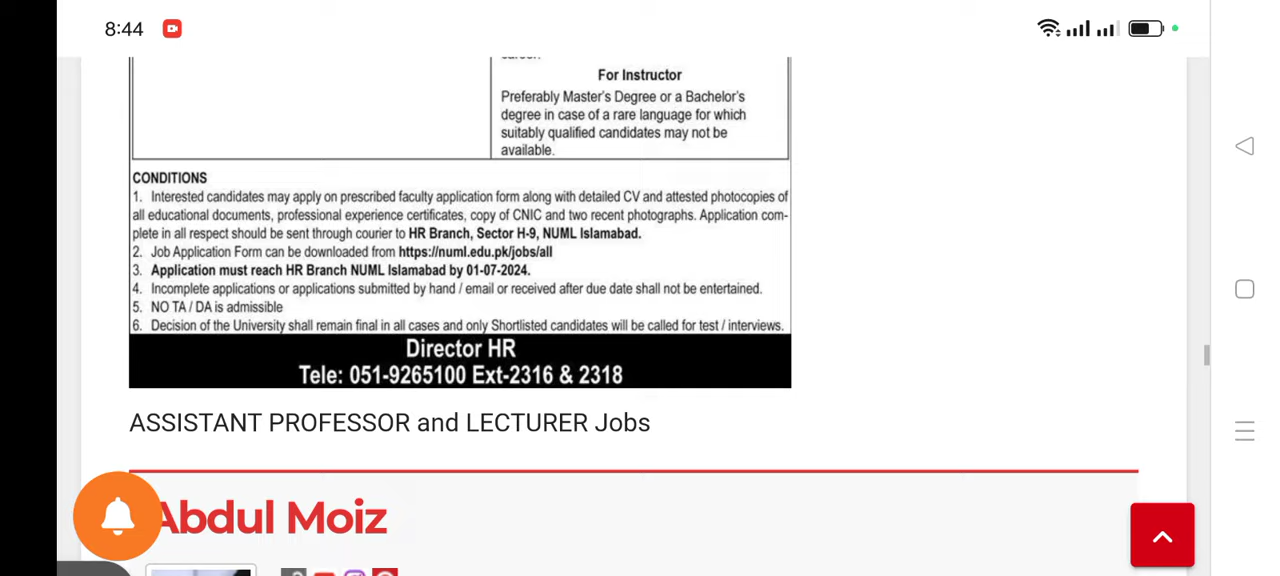 8:44
career.
For Instructor
Preferably Master's Degree or a Bachelor's
degree in case of a rare language for which
suitably qualified candidates may not be
available.
CONDITIONS
1. Interested candidates may apply on prescribed faculty application form along with detailed CV and attested photocopies of
all educational documents, professional experience certificates, copy of CNIC and two recent photographs. Application com-
plete in all respect should be sent through courier to HR Branch, Sector H-9, NUML Islamabad.
2. Job Application Form can be downloaded from https://numl.edu.pk/jobs/all
3. Application must reach HR Branch NUML Islamabad by 01-07-2024.
4. Incomplete applications or applications submitted by hand / email or received after due date shall not be entertained.
5. NO TA / DA is admissible
6. Decision of the University shall remain final in all cases and only Shortlisted candidates will be called for test / interviews.
Director HR
Tele: 051-9265100 Ext-2316 & 2318
ASSISTANT PROFESSOR and LECTURER Jobs
Abdul Moiz